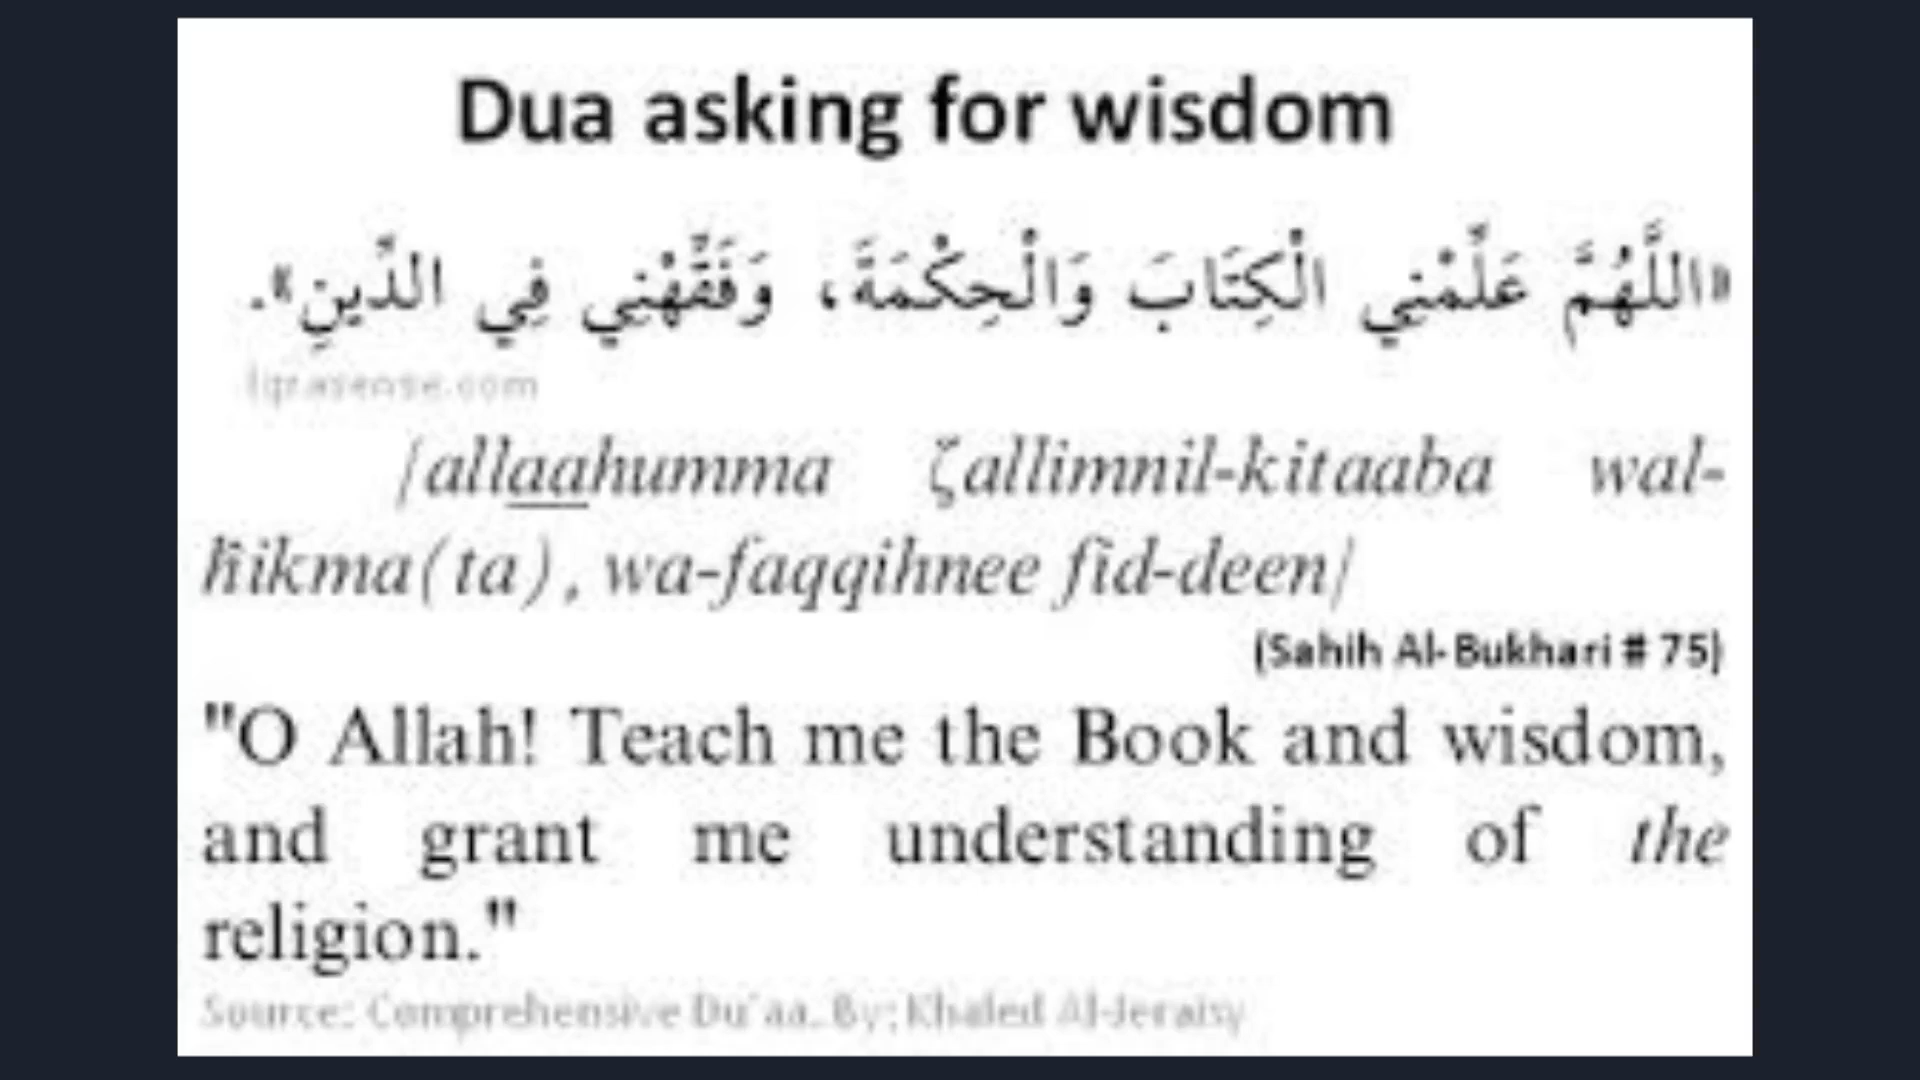 Dua asking for wisdom
«اللَّهُمَّ عَلِّمْنِي الْكِتَابَ وَالْحِكْمَةَ، وَفَقِّهْنِي فِي الدِّينِ».
Iqrasense.com
/allaahumma ζallimnil-kitaaba wal-
ħikma(ta), wa-faqqihnee fid-deen/
(Sahih Al-Bukhari # 75)
"O Allah! Teach me the Book and wisdom,
and grant me understanding of the
religion."
Source: Comprehensive Du'aa. By: Khaled Al-Jeraisy